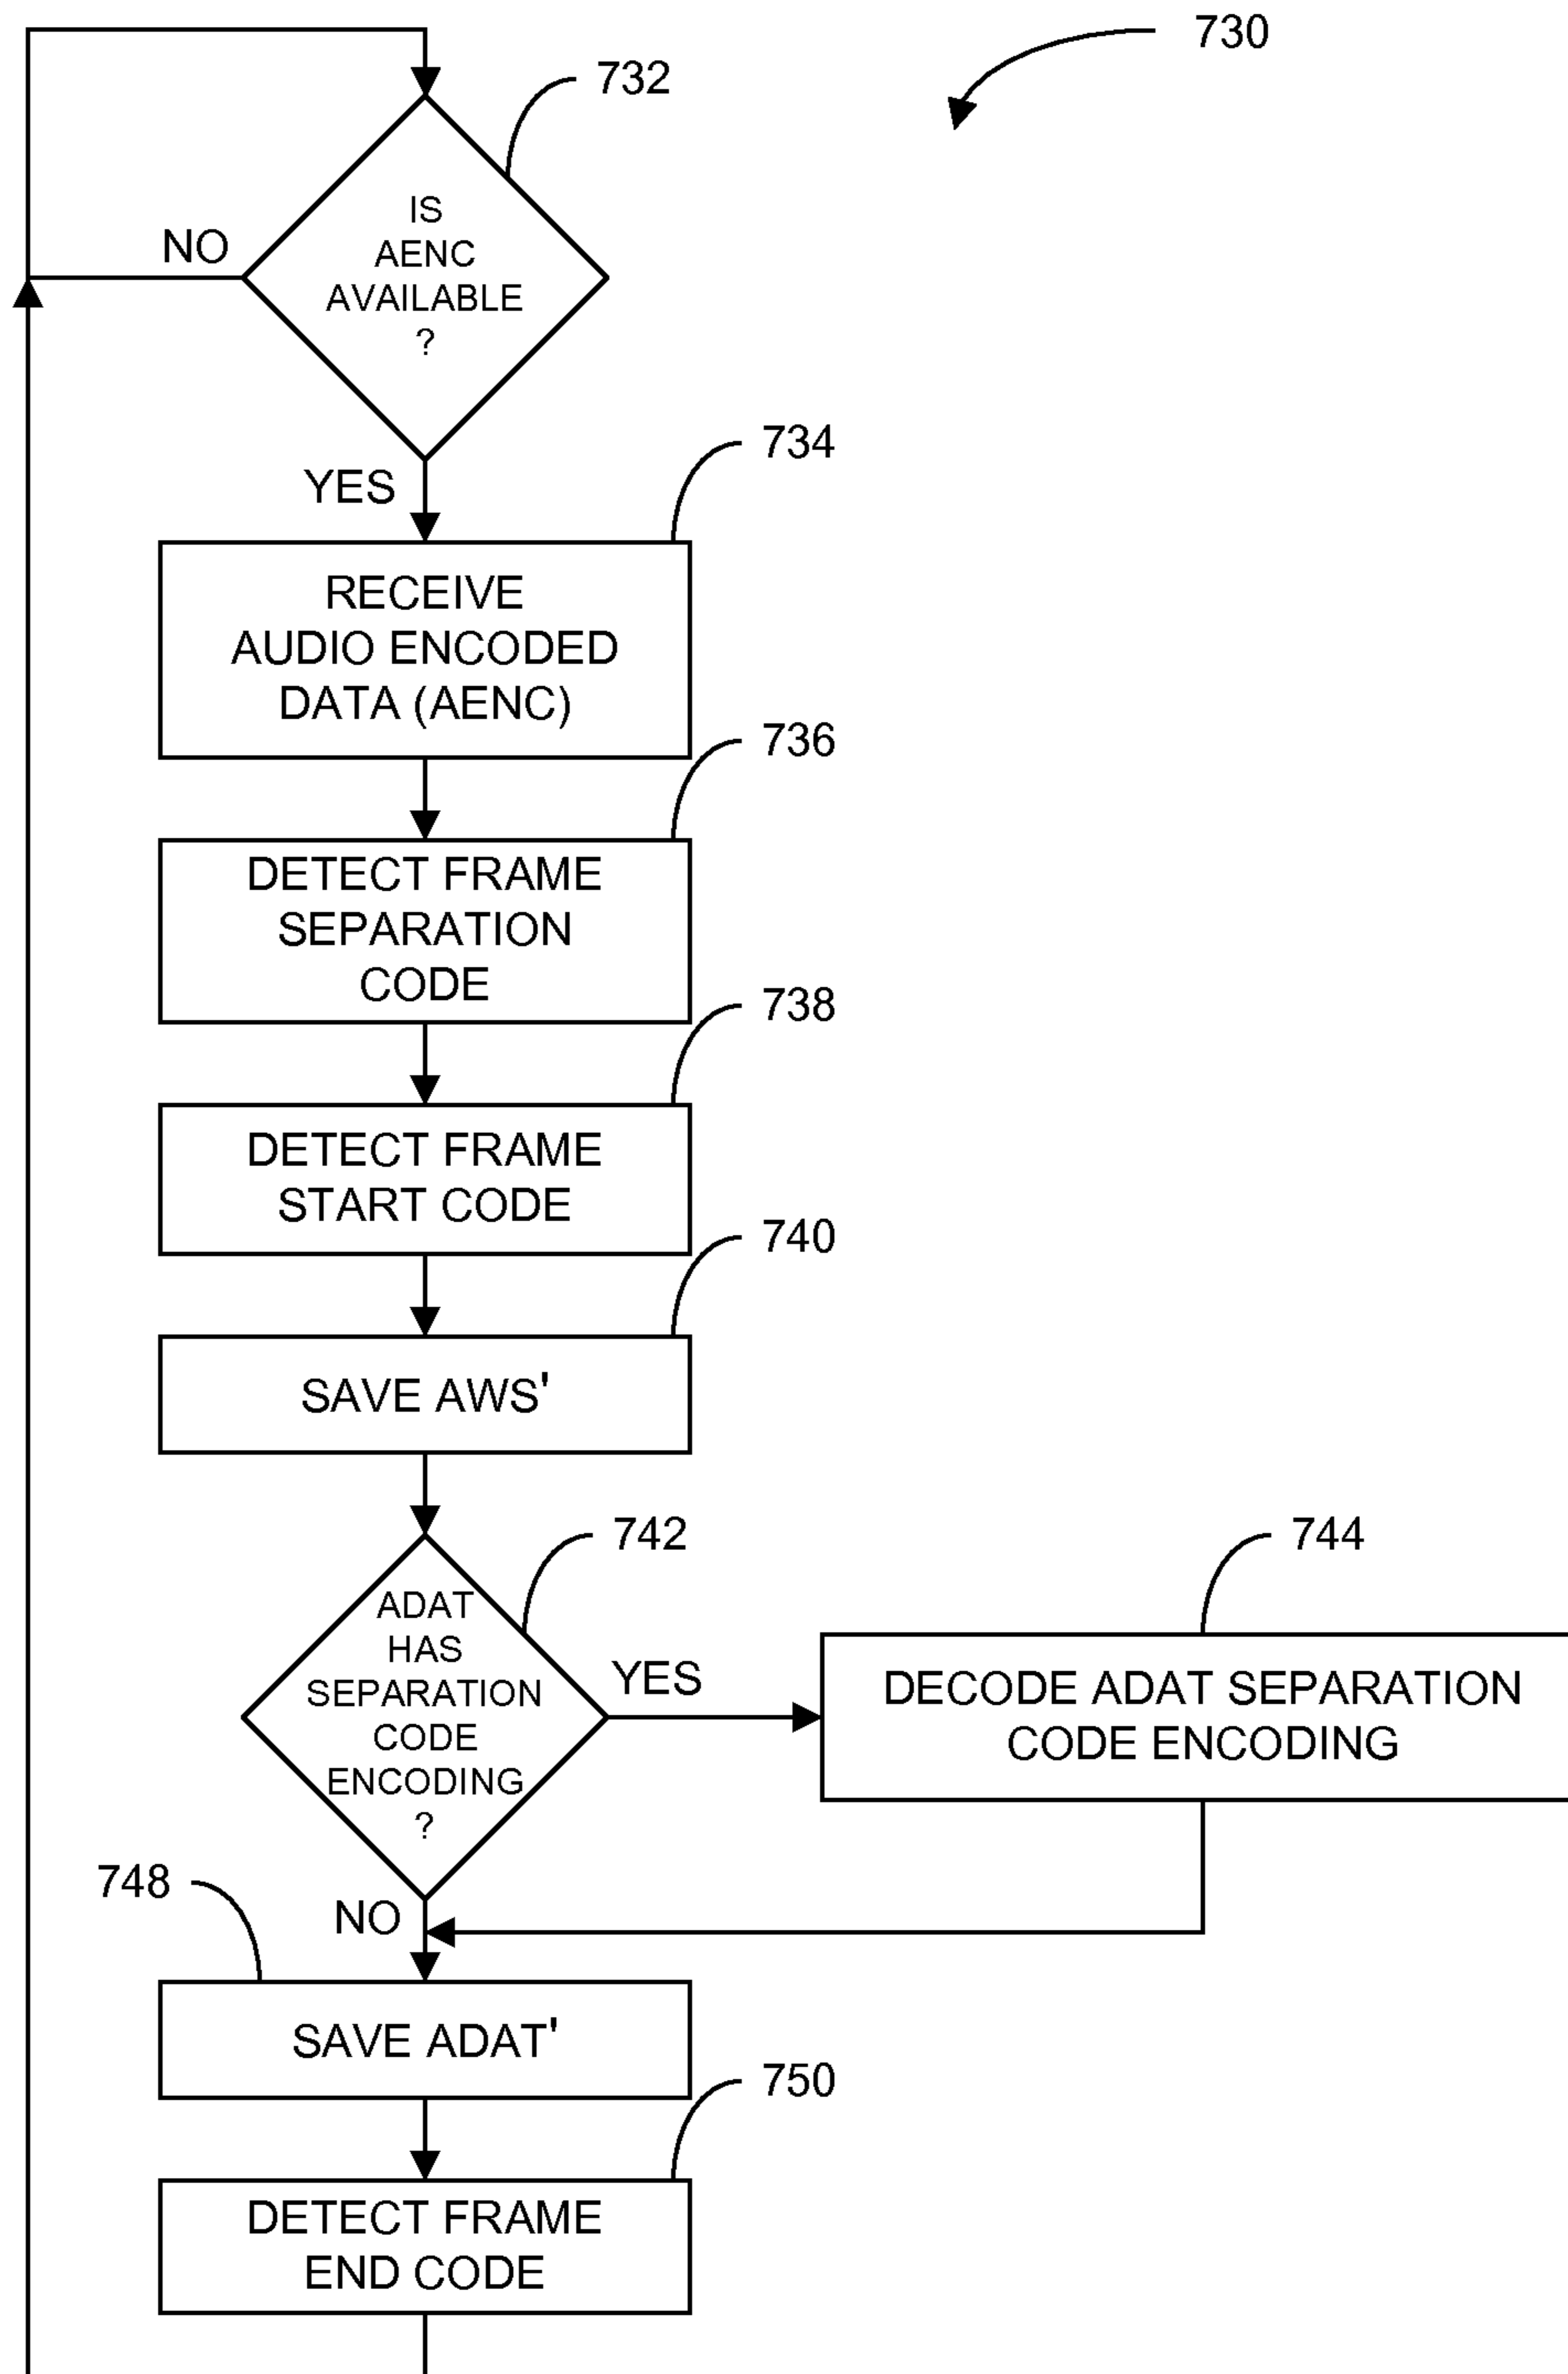 730
732
IS
AENC
AVAILABLE
?
NO
YES
734
RECEIVE
AUDIO ENCODED
DATA (AENC)
736
DETECT FRAME
SEPARATION
CODE
738
DETECT FRAME
START CODE
740
SAVE AWS'
742
ADAT
HAS
SEPARATION
CODE
ENCODING
?
YES
744
DECODE ADAT SEPARATION
CODE ENCODING
NO
748
SAVE ADAT'
750
DETECT FRAME
END CODE